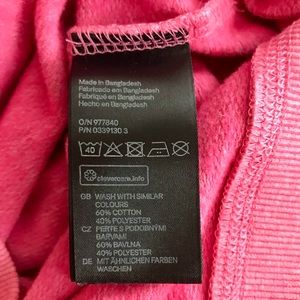 Made in Bangladesh
Fabricado em Bangladesh
Fabriqué en Bangladesh
Hecho en Bangladesh
O/N 977840
P/N 0339130 3
40
clevercare.info
GB WASH WITH SIMILAR
COLOURS
60% COTTON
40% POLYESTER
CZ PERTE S PODOBNÝMI
BARVAMI
60% BAVLNA
40% POLYESTER
DE MIT ÄHNLICHEN FARBEN
WASCHEN